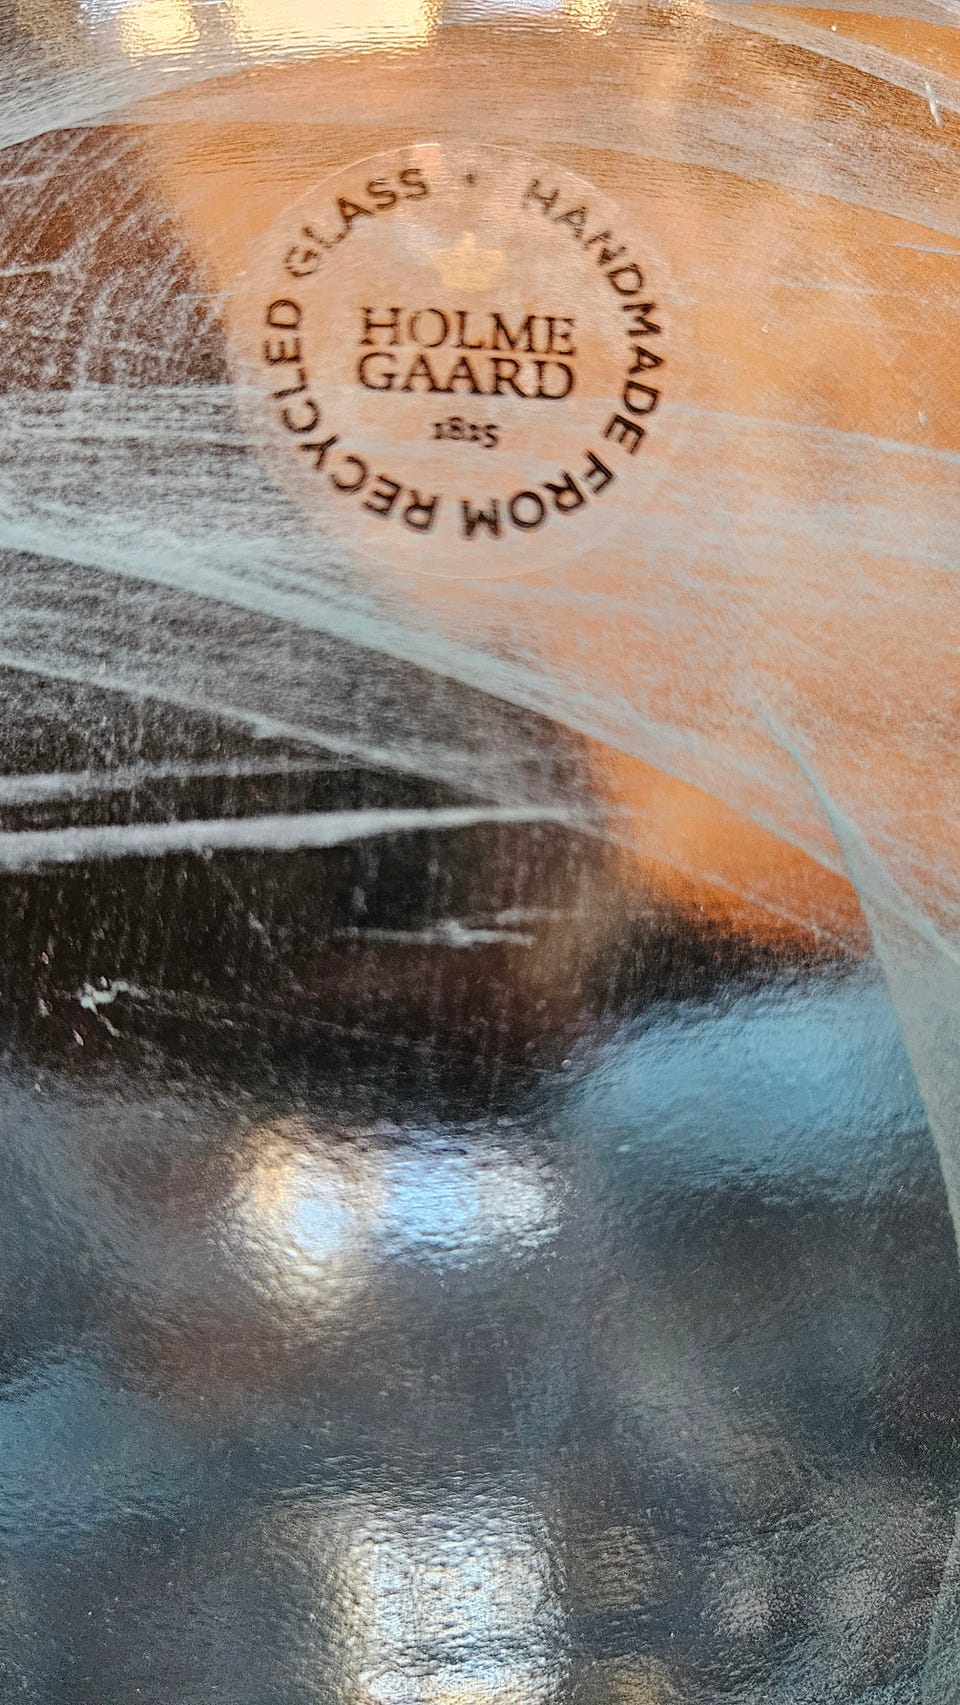 HANDMADE FROM RECYCLED GLASS •
HOLME
GAARD
1825